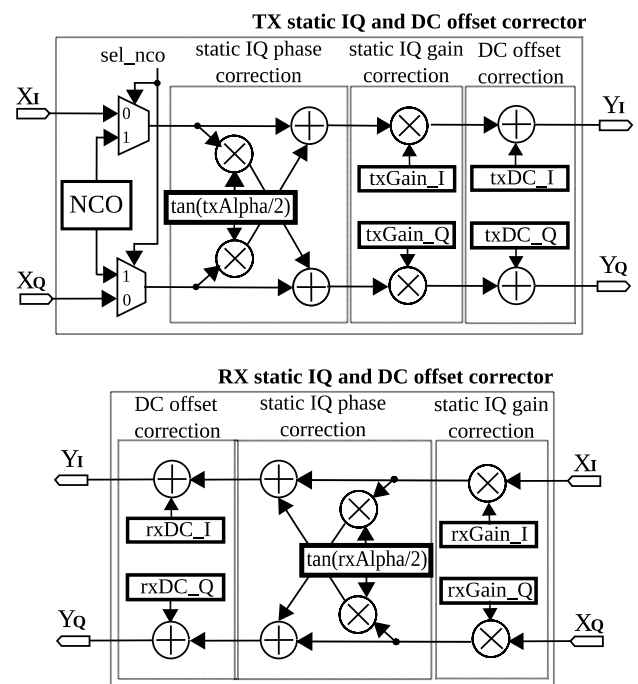 TX static IQ and DC offset corrector
sel_nco
static IQ phase
correction
static IQ gain
correction
DC offset
correction
XI
0
1
YI
txGain_I
txDC_I
NCO
tan(txAlpha/2)
txGain_Q
txDC_Q
XQ
1
0
YQ
RX static IQ and DC offset corrector
DC offset
correction
static IQ phase
correction
static IQ gain
correction
YI
XI
rxDC_I
rxGain_I
tan(rxAlpha/2)
rxDC_Q
rxGain_Q
YQ
XQ